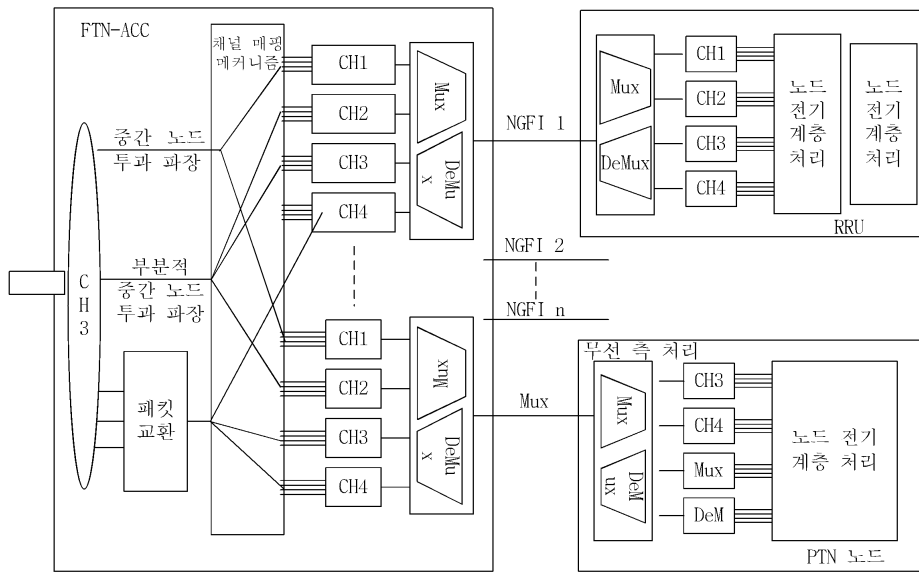 FTN-ACC
채널 매핑
메커니즘
CH1
CH2
CH3
CH4
Mux
DeMu
x
중간 노드
투과 파장
부분적
중간 노드
투과 파장
C
H
3
패킷
교환
CH1
CH2
CH3
CH4
Mux
DeMu
x
NGFI 1
NGFI 2
NGFI n
Mux
Mux
DeMux
CH1
CH2
CH3
CH4
노드
전기
계층
처리
노드
전기
계층
처리
RRU
무선 측 처리
Mux
DeM
ux
CH3
CH4
Mux
DeM
노드 전기
계층 처리
PTN 노드